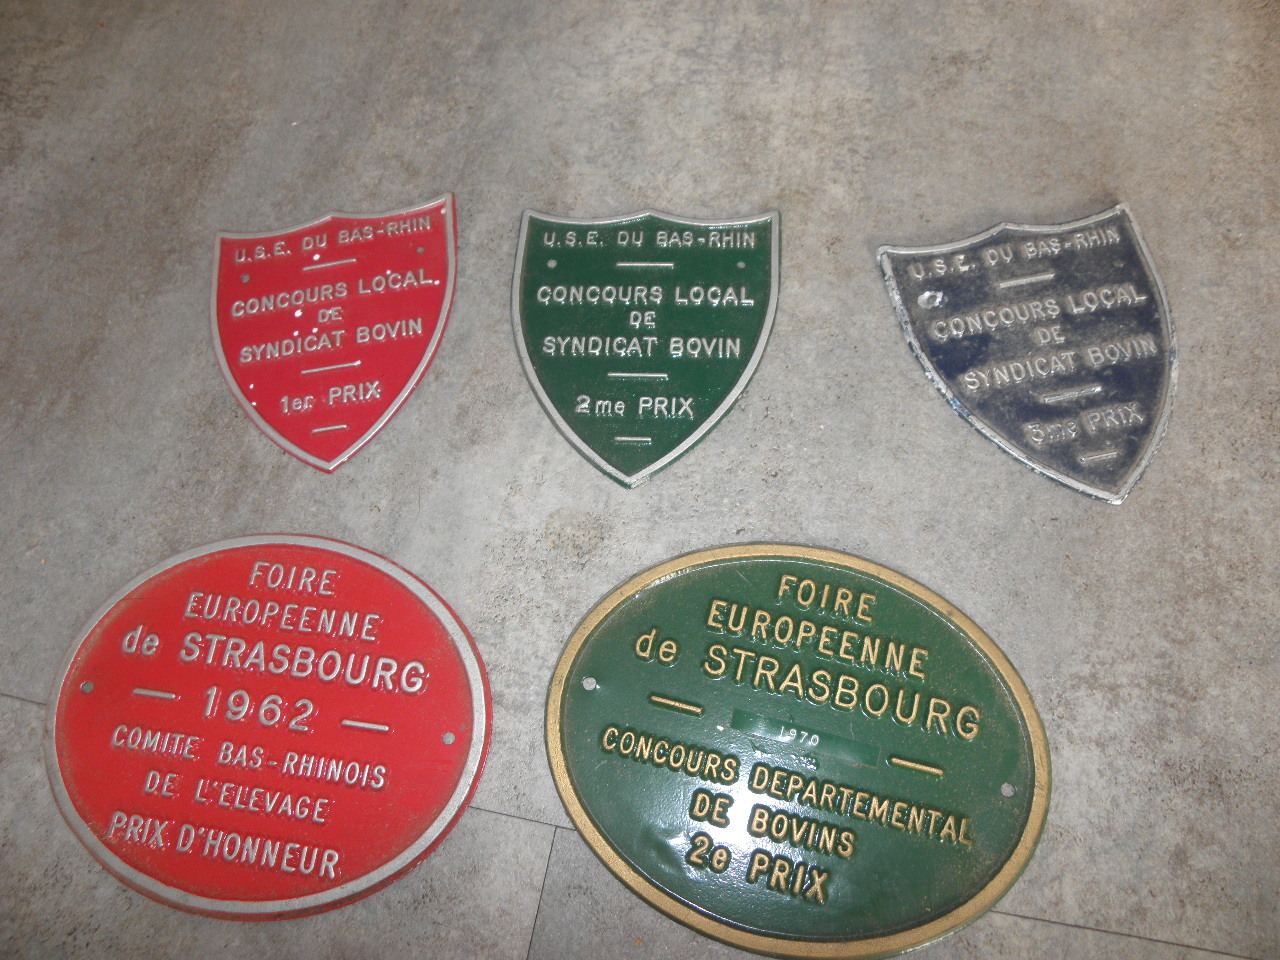 U.S.E. DU BAS-RHIN
CONCOURS LOCAL
DE
SYNDICAT BOVIN
1er PRIX
U.S.E. DU BAS-RHIN
CONCOURS LOCAL
DE
SYNDICAT BOVIN
2me PRIX
U.S.E. DU BAS-RHIN
CONCOURS LOCAL
DE
SYNDICAT BOVIN
3me PRIX
FOIRE
EUROPEENNE
de STRASBOURG
1962
COMITE BAS-RHINOIS
DE L'ELEVAGE
PRIX D'HONNEUR
FOIRE
EUROPEENNE
de STRASBOURG
1970
CONCOURS DEPARTEMENTAL
DE BOVINS
2e PRIX